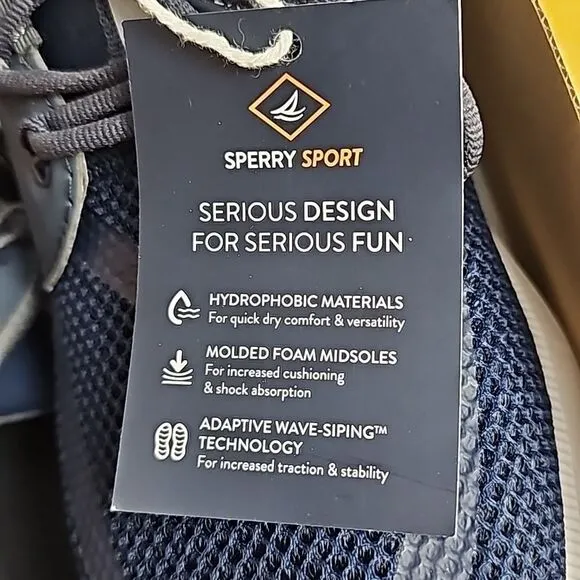 SPERRY SPORT
SERIOUS DESIGN
FOR SERIOUS FUN
HYDROPHOBIC MATERIALS
For quick dry comfort & versatility
MOLDED FOAM MIDSOLES
For increased cushioning
& shock absorption
ADAPTIVE WAVE-SIPING™
TECHNOLOGY
For increased traction & stability